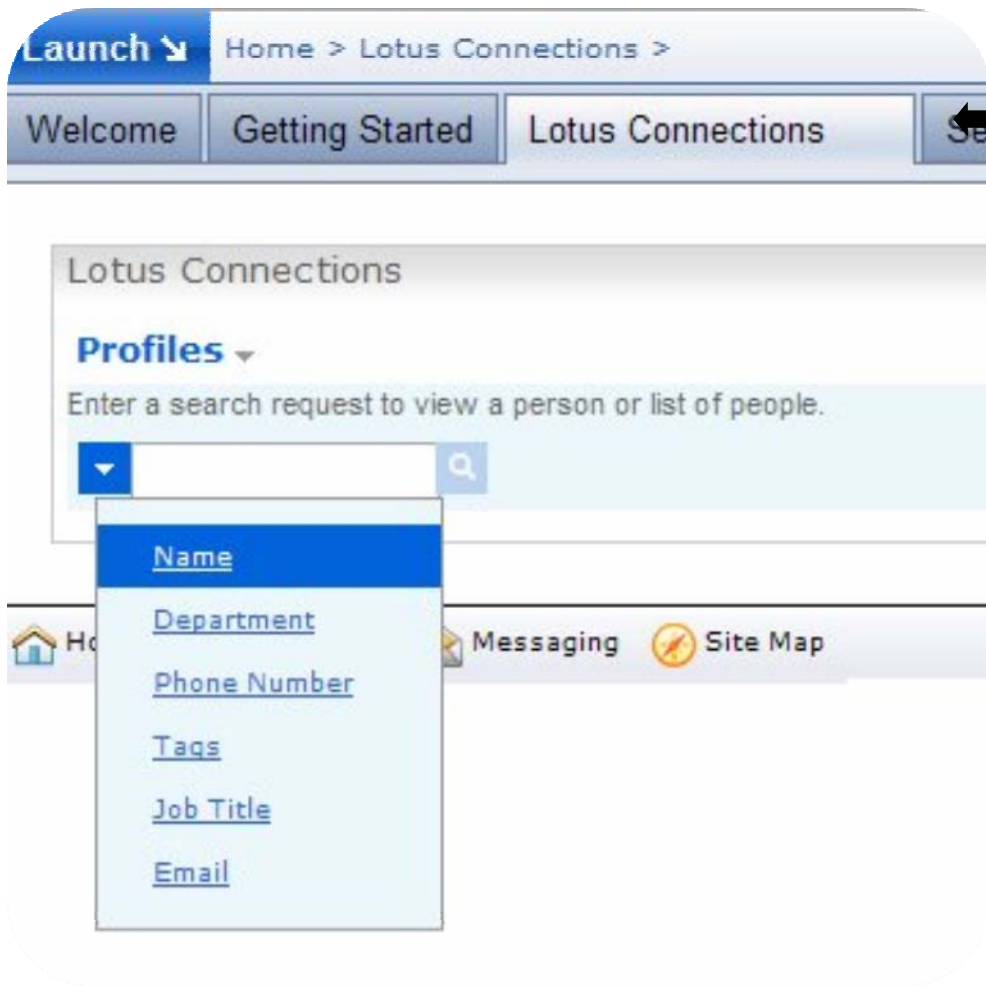 Launch
Home > Lotus Connections >
Welcome
Getting Started
Lotus Connections
Lotus Connections
Profiles
Enter a search request to view a person or list of people.
Name
Department
Phone Number
Tags
Job Title
Email
Messaging
Site Map